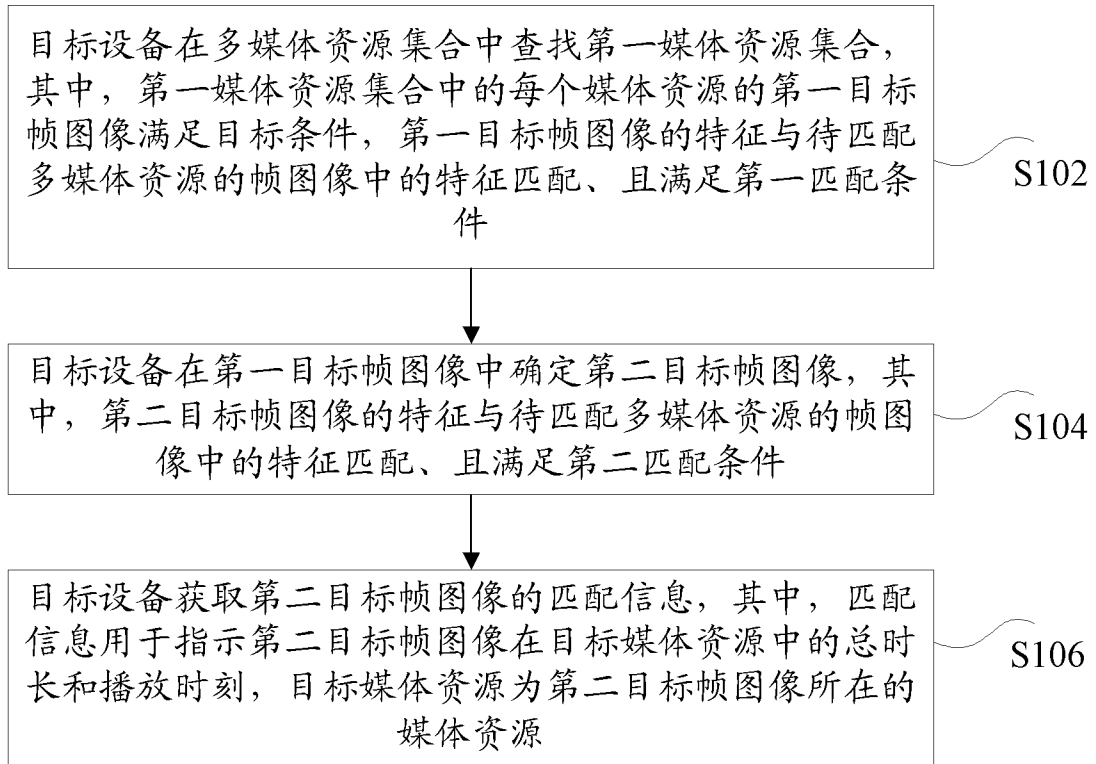 目标设备在多媒体资源集合中查找第一媒体资源集合，
其中，第一媒体资源集合中的每个媒体资源的第一目标
帧图像满足目标条件，第一目标帧图像的特征与待匹配
多媒体资源的帧图像中的特征匹配、且满足第一匹配条
件
S102
目标设备在第一目标帧图像中确定第二目标帧图像，其
中，第二目标帧图像的特征与待匹配多媒体资源的帧图
像中的特征匹配、且满足第二匹配条件
S104
目标设备获取第二目标帧图像的匹配信息，其中，匹配
信息用于指示第二目标帧图像在目标媒体资源中的总时
长和播放时刻，目标媒体资源为第二目标帧图像所在的
媒体资源
S106